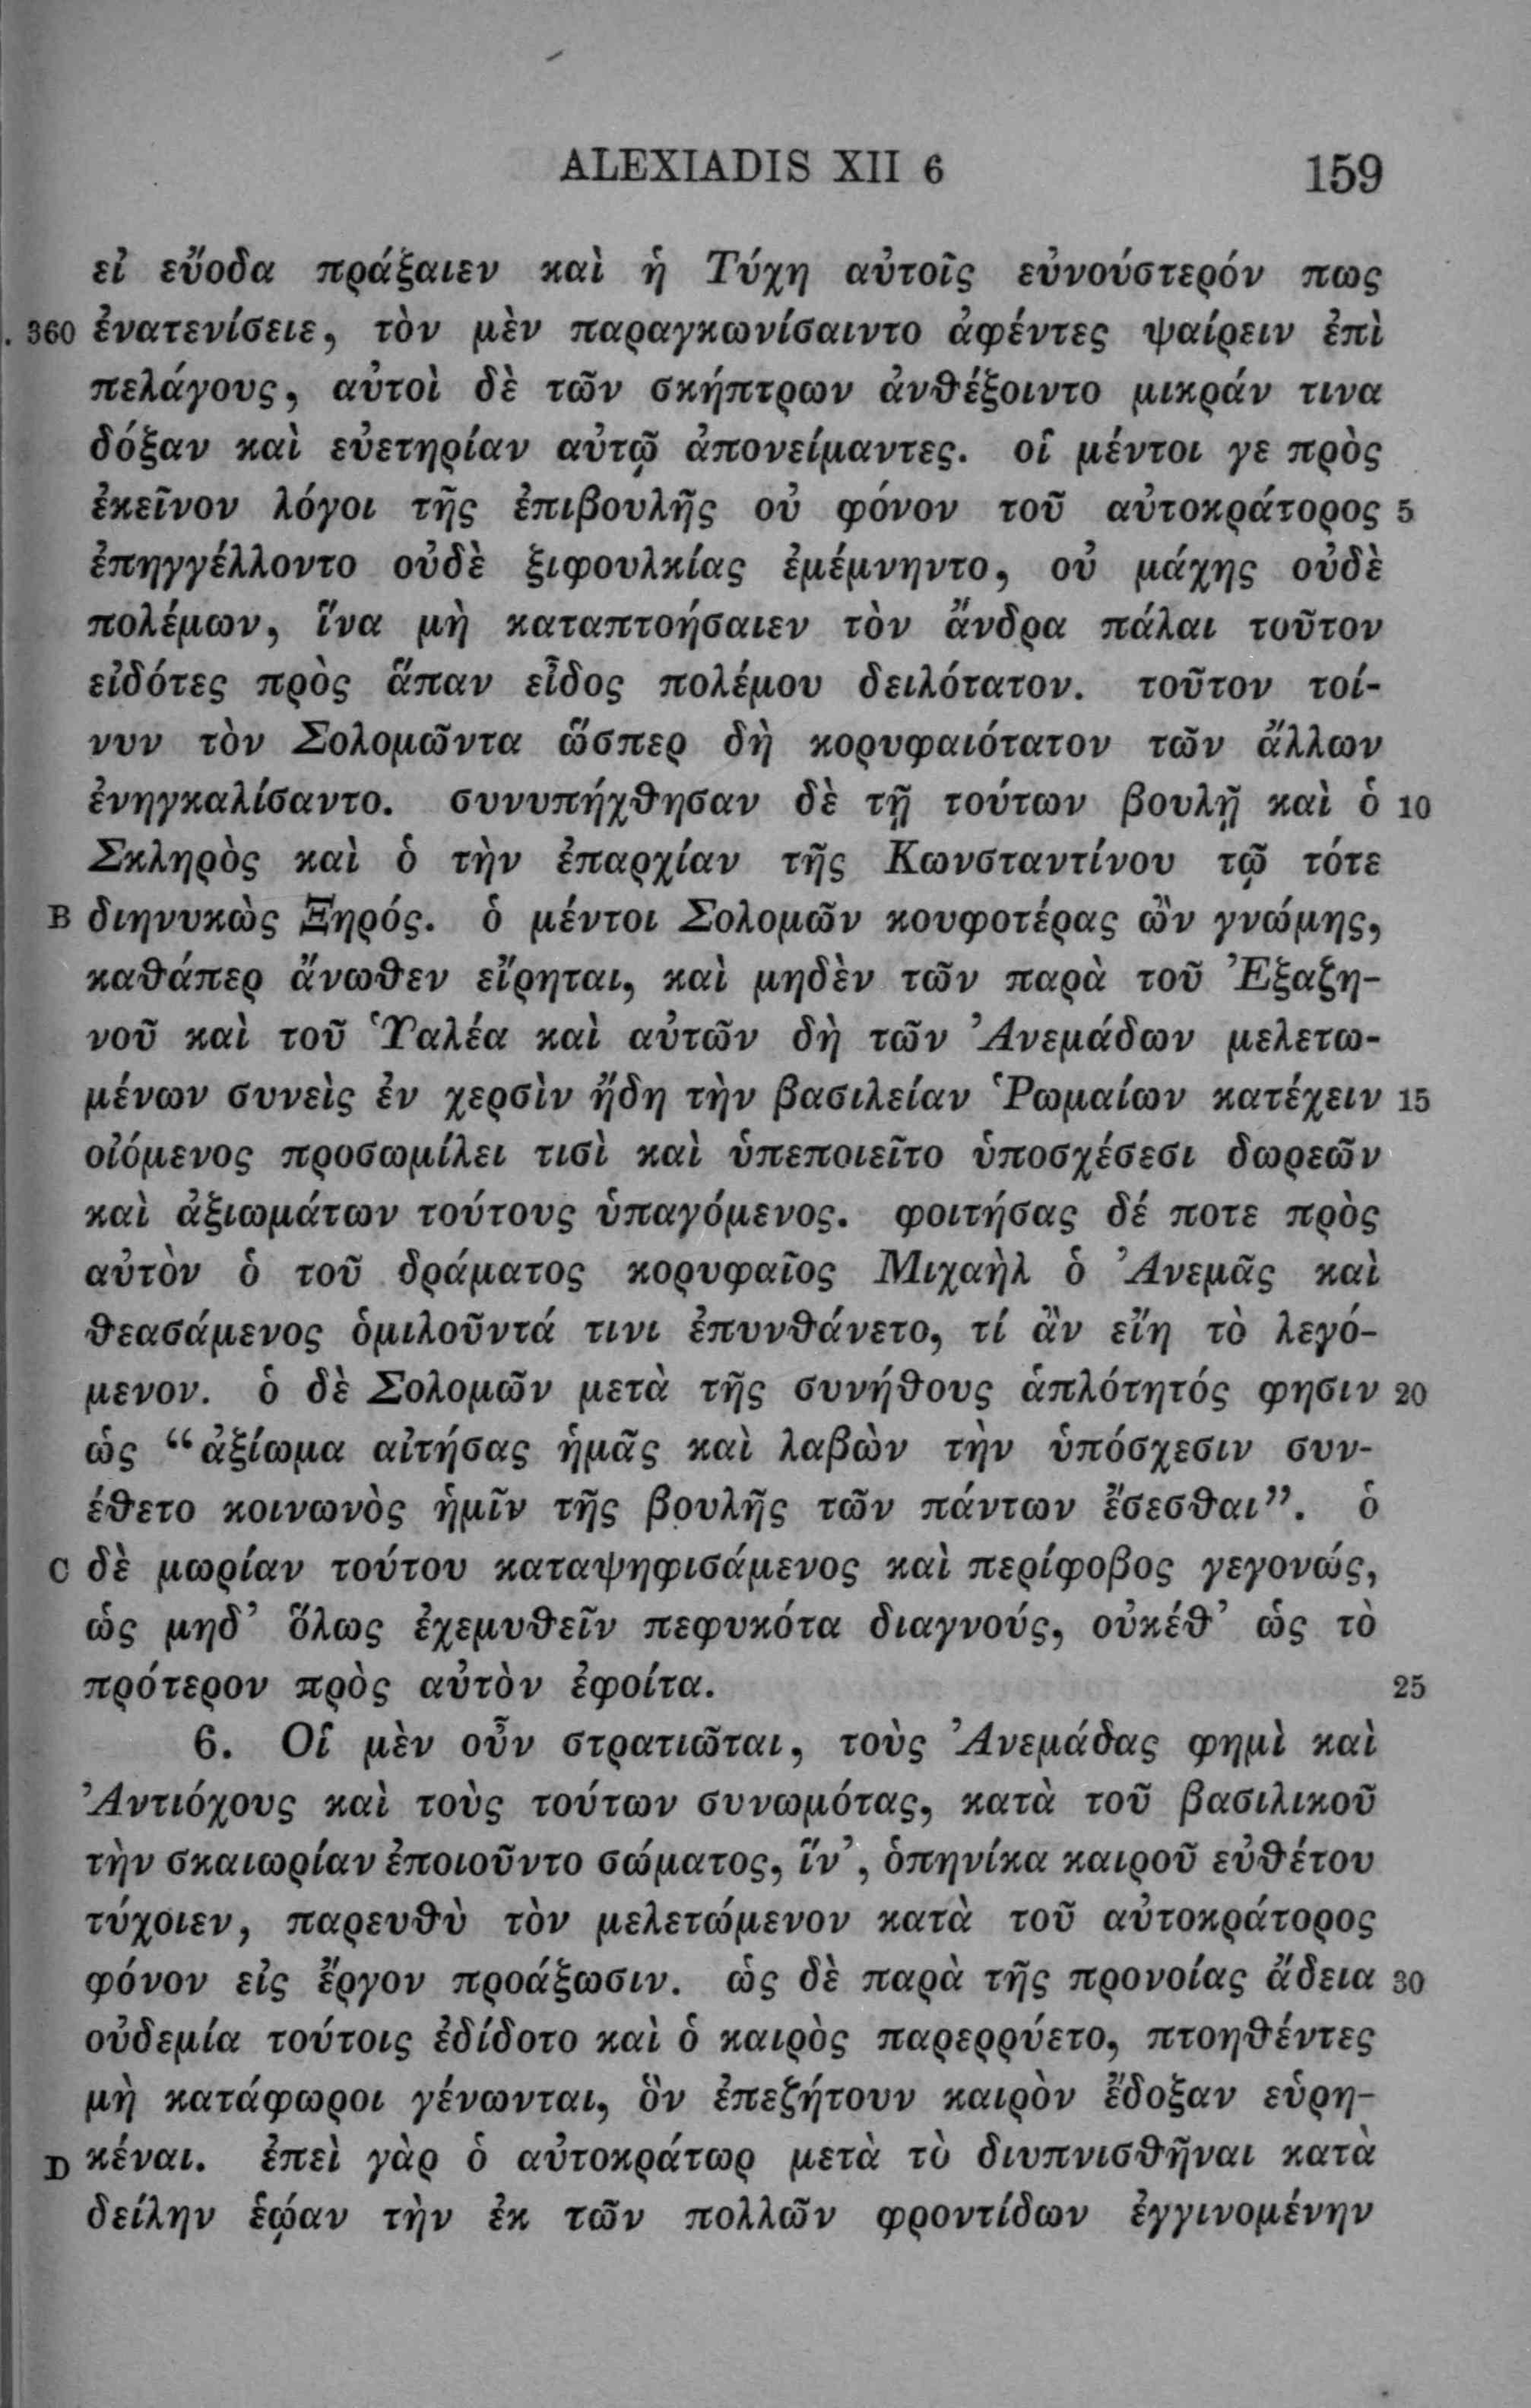 ALEXIADIS XII 6 159
εἰ εὔοδα πράξαιεν καὶ ἡ Τύχη αὐτοῖς εὐνούστερόν πως
. 360 ἐνατενίσειε, τὸν μὲν παραγκωνίσαιντο ἀφέντες ψαίρειν ἐπὶ
πελάγους, αὐτοὶ δὲ τῶν σκήπτρων ἀνθέξοιντο μικράν τινα
δόξαν καὶ εὐετηρίαν αὐτῷ ἀπονείμαντες. οἱ μέντοι γε πρὸς
ἐκεῖνον λόγοι τῆς ἐπιβουλῆς οὐ φόνον τοῦ αὐτοκράτορος 5
ἐπηγγέλλοντο οὐδὲ ξιφουλκίας ἐμέμνηντο, οὐ μάχης οὐδὲ
πολέμων, ἵνα μὴ καταπτοήσαιεν τὸν ἄνδρα πάλαι τοῦτον
εἰδότες πρὸς ἅπαν εἶδος πολέμου δειλότατον. τοῦτον τοί-
νυν τὸν Σολομῶντα ὥσπερ δὴ κορυφαιότατον τῶν ἄλλων
ἐνηγκαλίσαντο. συνυπήχθησαν δὲ τῇ τούτων βουλῇ καὶ ὁ 10
Σκληρὸς καὶ ὁ τὴν ἐπαρχίαν τῆς Κωνσταντίνου τῷ τότε
B διηνυκὼς Ξηρός. ὁ μέντοι Σολομῶν κουφοτέρας ὢν γνώμης,
καθάπερ ἄνωθεν εἴρηται, καὶ μηδὲν τῶν παρὰ τοῦ Ἐξαζη-
νοῦ καὶ τοῦ Ὑαλέα καὶ αὐτῶν δὴ τῶν Ἀνεμάδων μελετω-
μένων συνεὶς ἐν χερσὶν ἤδη τὴν βασιλείαν Ῥωμαίων κατέχειν 15
οἰόμενος προσωμίλει τισὶ καὶ ὑπεποιεῖτο ὑποσχέσεσι δωρεῶν
καὶ ἀξιωμάτων τούτους ὑπαγόμενος. φοιτήσας δέ ποτε πρὸς
αὐτὸν ὁ τοῦ δράματος κορυφαῖος Μιχαὴλ ὁ Ἀνεμᾶς καὶ
θεασάμενος ὁμιλοῦντά τινι ἐπυνθάνετο, τί ἂν εἴη τὸ λεγό-
μενον. ὁ δὲ Σολομῶν μετὰ τῆς συνήθους ἁπλότητός φησιν 20
ὡς “ἀξίωμα αἰτήσας ἡμᾶς καὶ λαβὼν τὴν ὑπόσχεσιν συν-
έθετο κοινωνὸς ἡμῖν τῆς βουλῆς τῶν πάντων ἔσεσθαι”. ὁ
C δὲ μωρίαν τούτου καταψηφισάμενος καὶ περίφοβος γεγονώς,
ὡς μηδ’ ὅλως ἐχεμυθεῖν πεφυκότα διαγνούς, οὐκέθ’ ὡς τὸ
πρότερον πρὸς αὐτὸν ἐφοίτα. 25
6. Οἱ μὲν οὖν στρατιῶται, τοὺς Ἀνεμάδας φημὶ καὶ
Ἀντιόχους καὶ τοὺς τούτων συνωμότας, κατὰ τοῦ βασιλικοῦ
τὴν σκαιωρίαν ἐποιοῦντο σώματος, ἵν’, ὁπηνίκα καιροῦ εὐθέτου
τύχοιεν, παρευθὺ τὸν μελετώμενον κατὰ τοῦ αὐτοκράτορος
φόνον εἰς ἔργον προάξωσιν. ὡς δὲ παρὰ τῆς προνοίας ἄδεια 30
οὐδεμία τούτοις ἐδίδοτο καὶ ὁ καιρὸς παρερρύετο, πτοηθέντες
μὴ κατάφωροι γένωνται, ὃν ἐπεζήτουν καιρὸν ἔδοξαν εὑρη-
D κέναι. ἐπεὶ γὰρ ὁ αὐτοκράτωρ μετὰ τὸ διυπνισθῆναι κατὰ
δείλην ἑῴαν τὴν ἐκ τῶν πολλῶν φροντίδων ἐγγινομένην